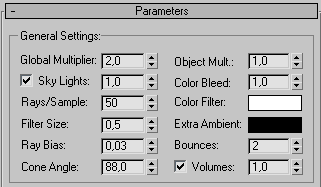 - Parameters
General Settings:
Global Multiplier: 2,0 Object Mult.: 1,0
Sky Lights: 1,0 Color Bleed: 1,0
Rays/Sample: 50 Color Filter:
Filter Size: 0,5 Extra Ambient:
Ray Bias: 0,03 Bounces: 2
Cone Angle: 88,0 Volumes: 1,0